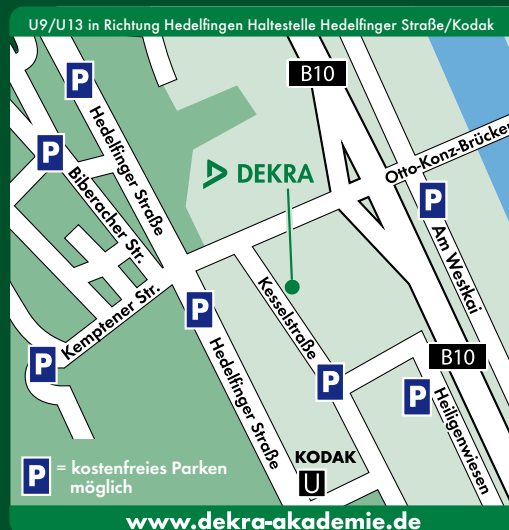 U9/U13 in Richtung Hedelfingen Haltestelle Hedelfinger Straße/Kodak
B10
P
Hedelfinger Straße
P
Biberacher Str.
DEKRA
Otto-Konz-Brücken
P
Am Westkai
Kemptener Str.
P
P
Kesselstraße
Hedelfinger Straße
B10
P
P
Heiligenwiesen
P
KODAK
U
P = kostenfreies Parken
möglich
www.dekra-akademie.de